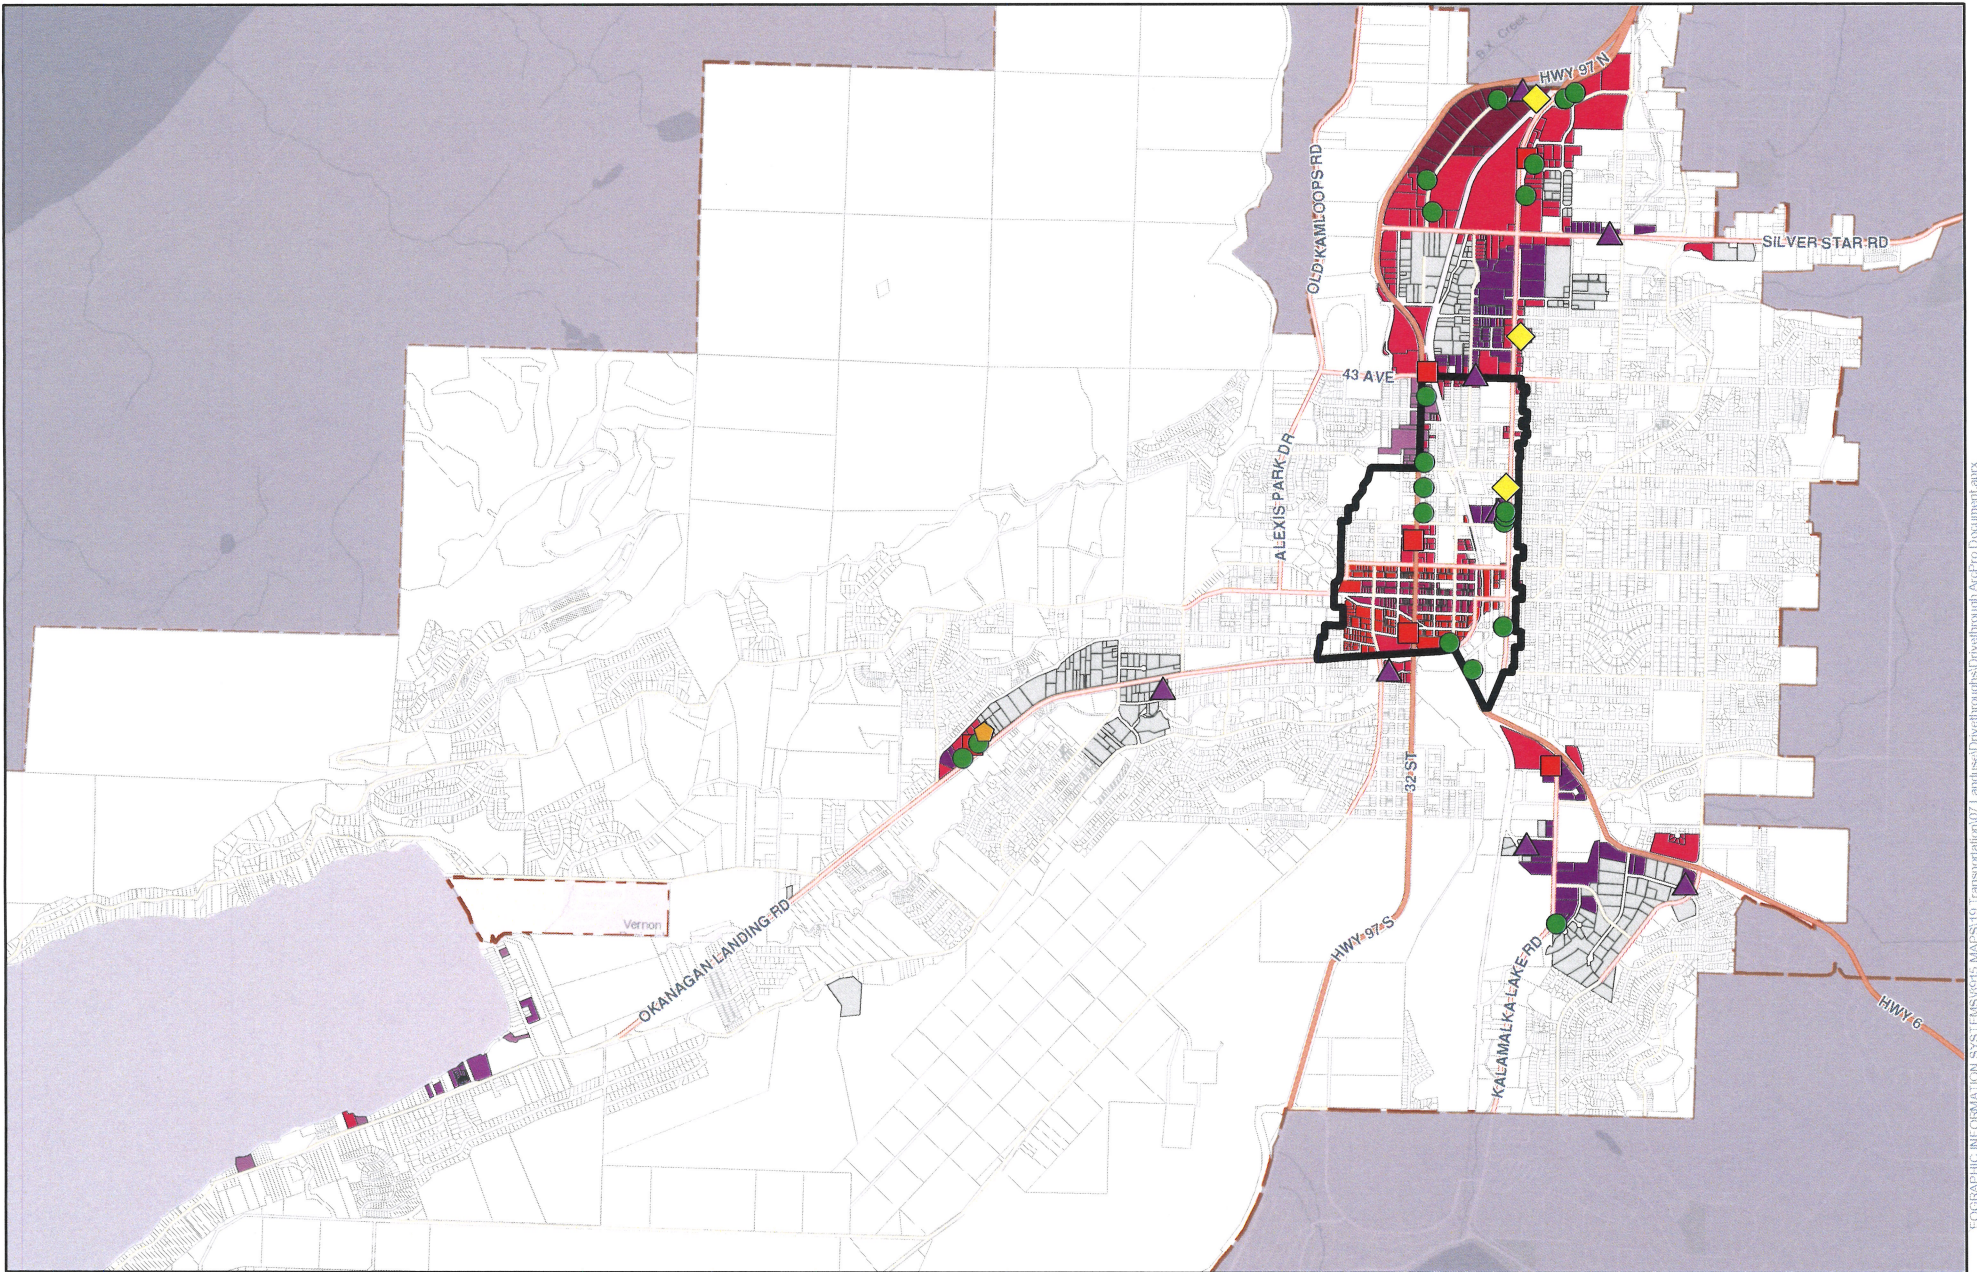 B.X. Creek
HWY 97 N
OLD KAMLOOPS RD
SILVER STAR RD
43 AVE
ALEXIS PARK DR
32 ST
Vernon
OKANAGAN LANDING RD
HWY 97 S
KALAMALKA LAKE RD
HWY 6